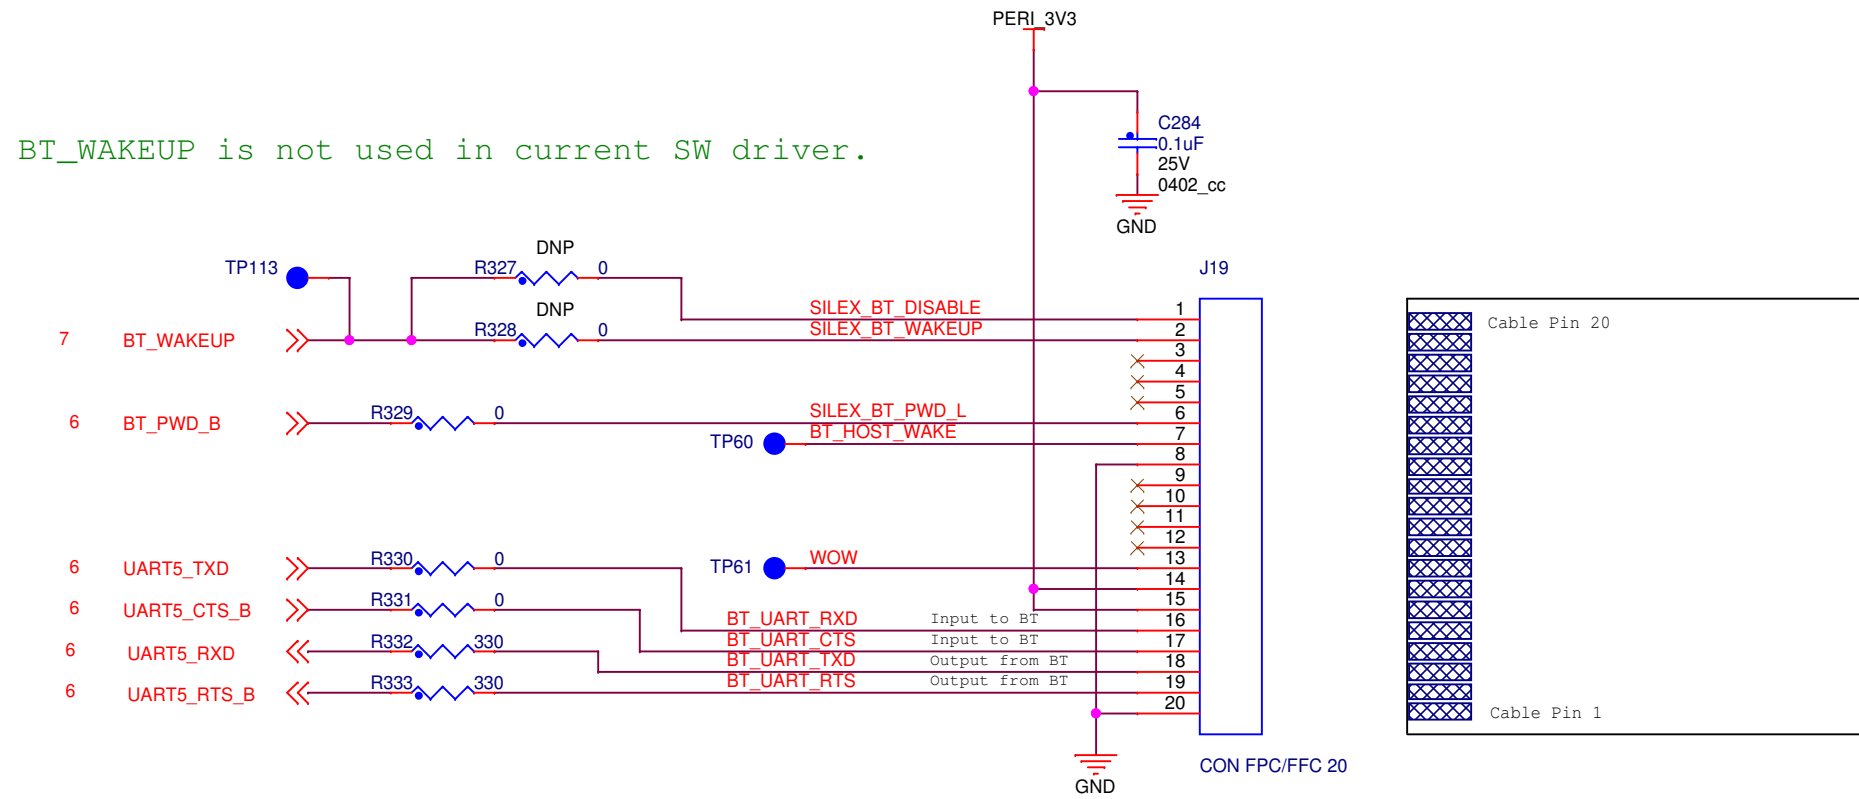 PERI_3V3
BT_WAKEUP is not used in current SW driver.
C284
0.1uF
25V
0402_cc
GND
DNP
TP113
R327
0
J19
DNP
SILEX_BT_DISABLE
1
7
BT_WAKEUP
R328
0
SILEX_BT_WAKEUP
2
Cable Pin 20
3
4
5
6
BT_PWD_B
R329
0
SILEX_BT_PWD_L
6
TP60
BT_HOST_WAKE
7
8
9
10
11
12
6
UART5_TXD
R330
0
TP61
WOW
13
14
6
UART5_CTS_B
R331
0
15
BT_UART_RXD
Input to BT
16
BT_UART_CTS
Input to BT
17
6
UART5_RXD
R332
330
BT_UART_TXD
Output from BT
18
6
UART5_RTS_B
R333
330
BT_UART_RTS
Output from BT
19
20
Cable Pin 1
GND
CON FPC/FFC 20